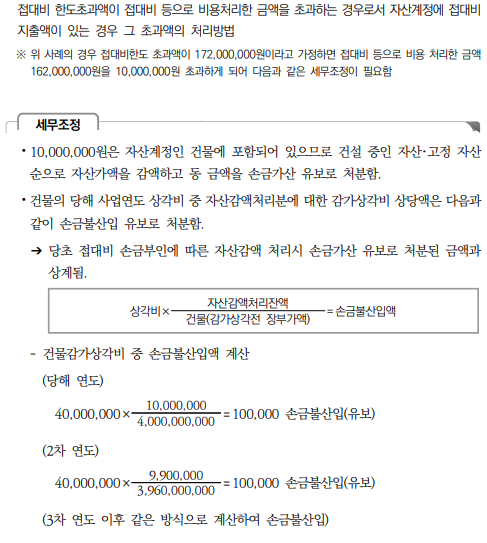 접대비 한도초과액이 접대비 등으로 비용처리한 금액을 초과하는 경우로서 자산계정에 접대비
지출액이 있는 경우 그 초과액의 처리방법
※ 위 사례의 경우 접대비한도 초과액이 172,000,000원이라고 가정하면 접대비 등으로 비용 처리한 금액
162,000,000원을 10,000,000원 초과하게 되어 다음과 같은 세무조정이 필요함
세무조정
• 10,000,000원은 자산계정인 건물에 포함되어 있으므로 건설 중인 자산·고정 자산
순으로 자산가액을 감액하고 동 금액을 손금가산 유보로 처분함.
• 건물의 당해 사업연도 상각비 중 자산감액처리분에 대한 감가상각비 상당액은 다음과
같이 손금불산입 유보로 처분함.
➔ 당초 접대비 손금부인에 따른 자산감액 처리시 손금가산 유보로 처분된 금액과
상계됨.
상각비 × 자산감액처리잔액 / 건물(감가상각전 장부가액) = 손금불산입액
- 건물감가상각비 중 손금불산입액 계산
(당해 연도)
40,000,000 × 10,000,000 / 4,000,000,000 = 100,000 손금불산입(유보)
(2차 연도)
40,000,000 × 9,900,000 / 3,960,000,000 = 100,000 손금불산입(유보)
(3차 연도 이후 같은 방식으로 계산하여 손금불산입)